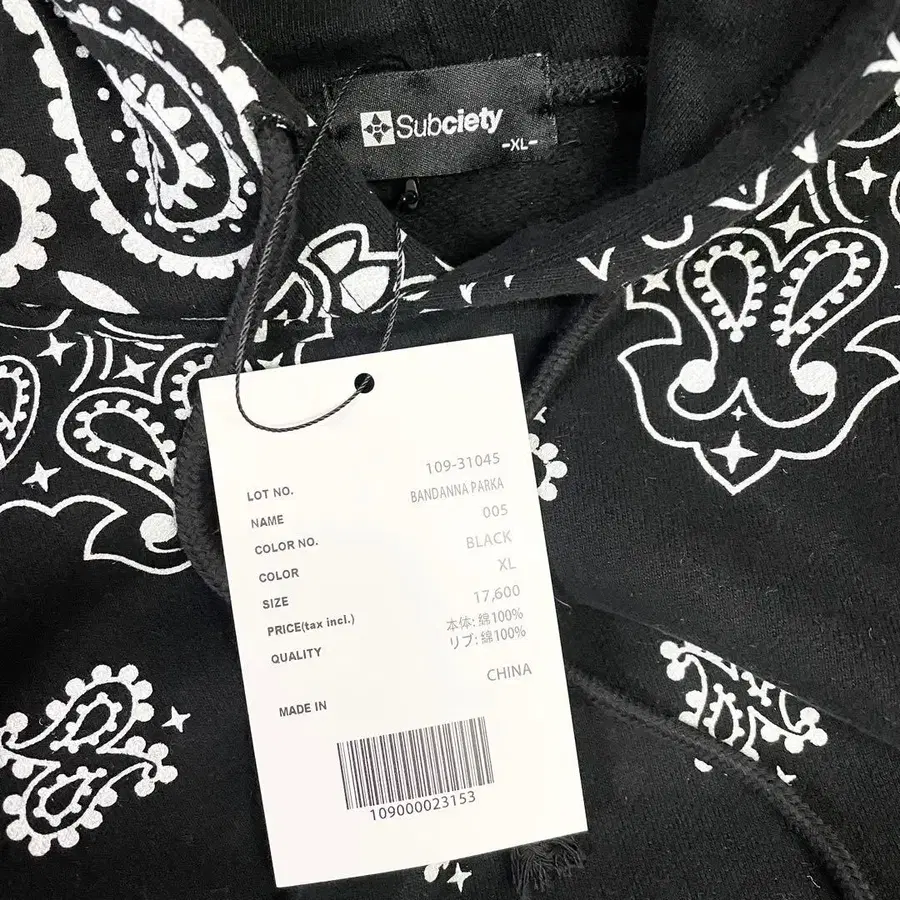 Subciety
-XL-
LOT NO. 109-31045
NAME BANDANNA PARKA
COLOR NO. 005
COLOR BLACK
SIZE XL
PRICE(tax incl.) 17,600
QUALITY 本体: 綿100%
リブ: 綿100%
MADE IN CHINA
109000023153